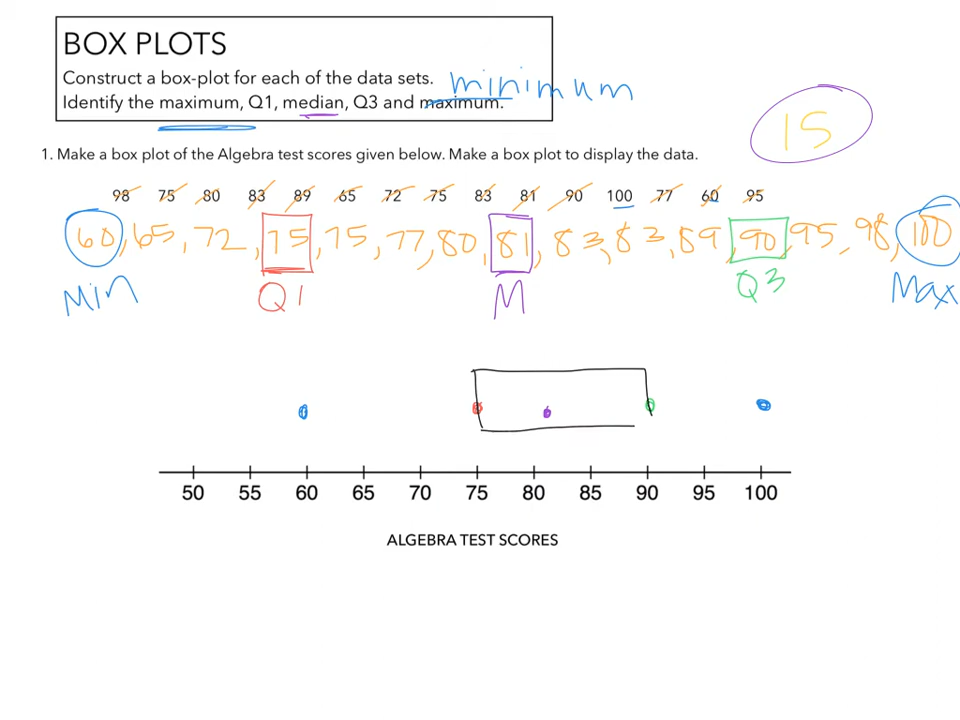 BOX PLOTS
Construct a box-plot for each of the data sets.
minimum
Identify the maximum, Q1, median, Q3 and maximum.
15
1. Make a box plot of the Algebra test scores given below. Make a box plot to display the data.
98 75 80 83 89 65 72 75 83 81 90 100 77 60 95
60, 65, 72, 75, 75, 77, 80, 81, 83, 83, 89, 90, 95, 98, 100
Min Q1 M Q3 Max
50 55 60 65 70 75 80 85 90 95 100
ALGEBRA TEST SCORES